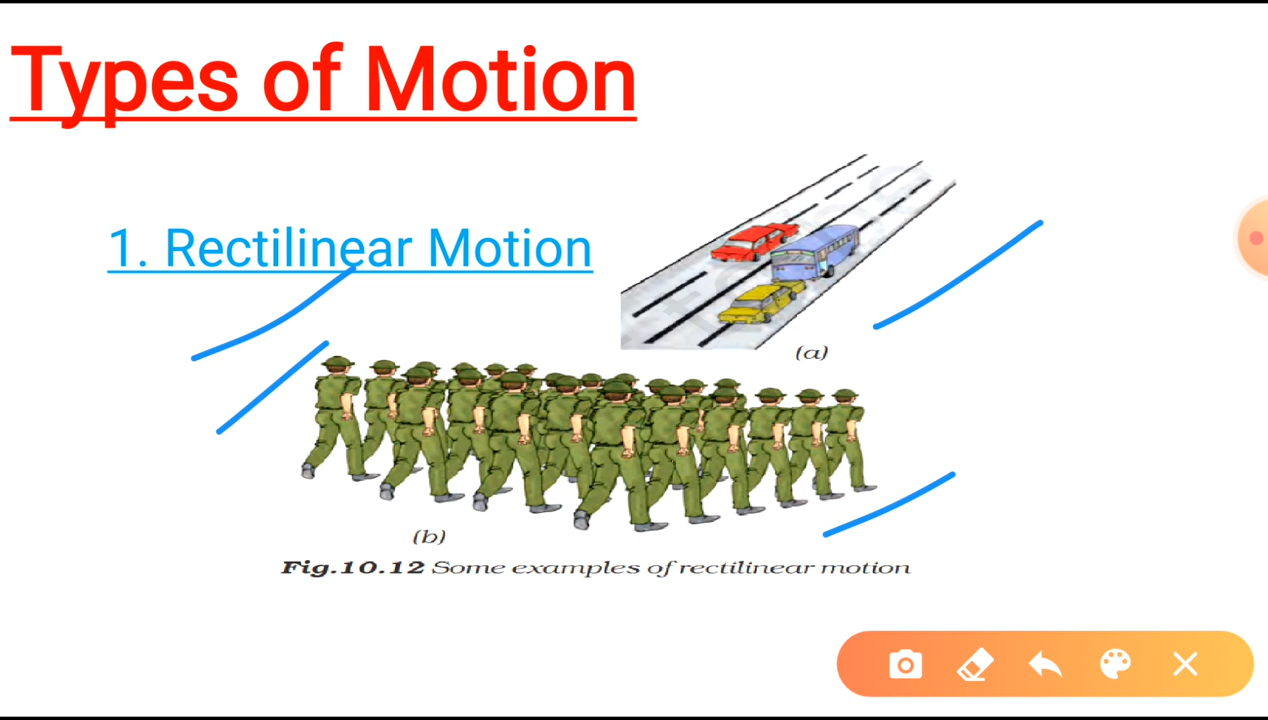 Types of Motion
1. Rectilinear Motion
(a)
(b)
Fig.10.12 Some examples of rectilinear motion